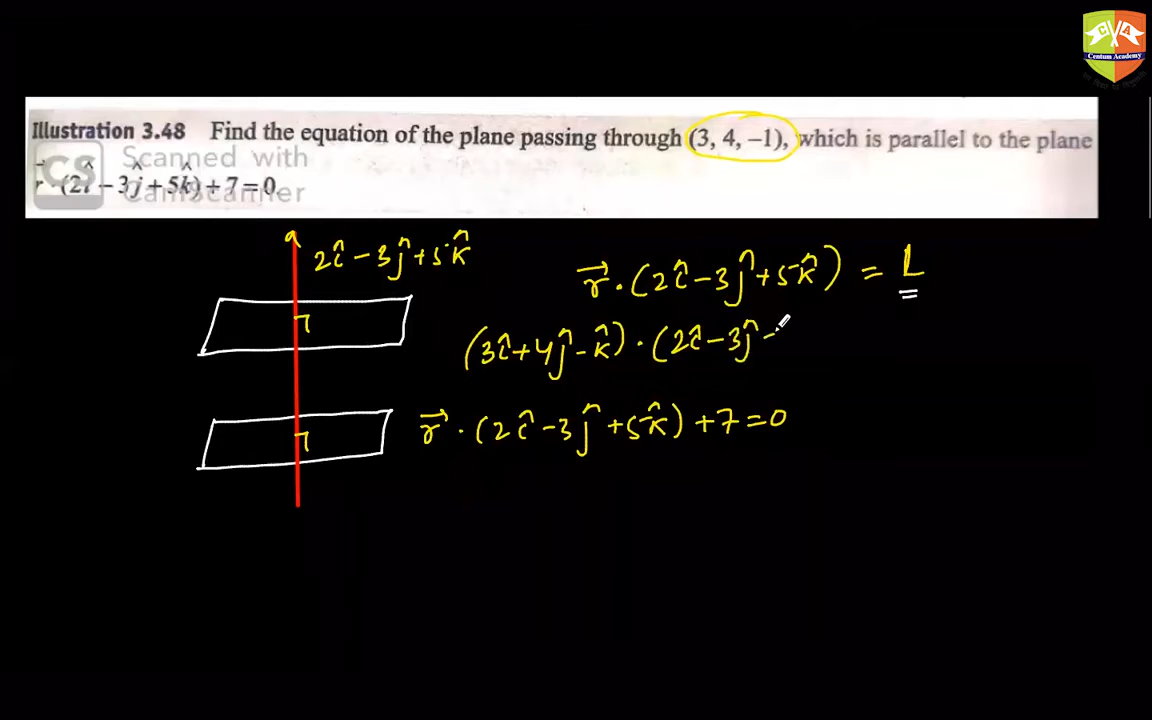 CA
Centum Academy
Illustration 3.48 Find the equation of the plane passing through (3, 4, −1), which is parallel to the plane
Scanned with
r⃗ · (2î − 3ĵ + 5k̂) + 7 = 0.
CS CamScanner
2î − 3ĵ + 5k̂
r⃗ · (2î − 3ĵ + 5k̂) = L
(3î + 4ĵ − k̂) · (2î − 3ĵ −
r⃗ · (2î − 3ĵ + 5k̂) + 7 = 0